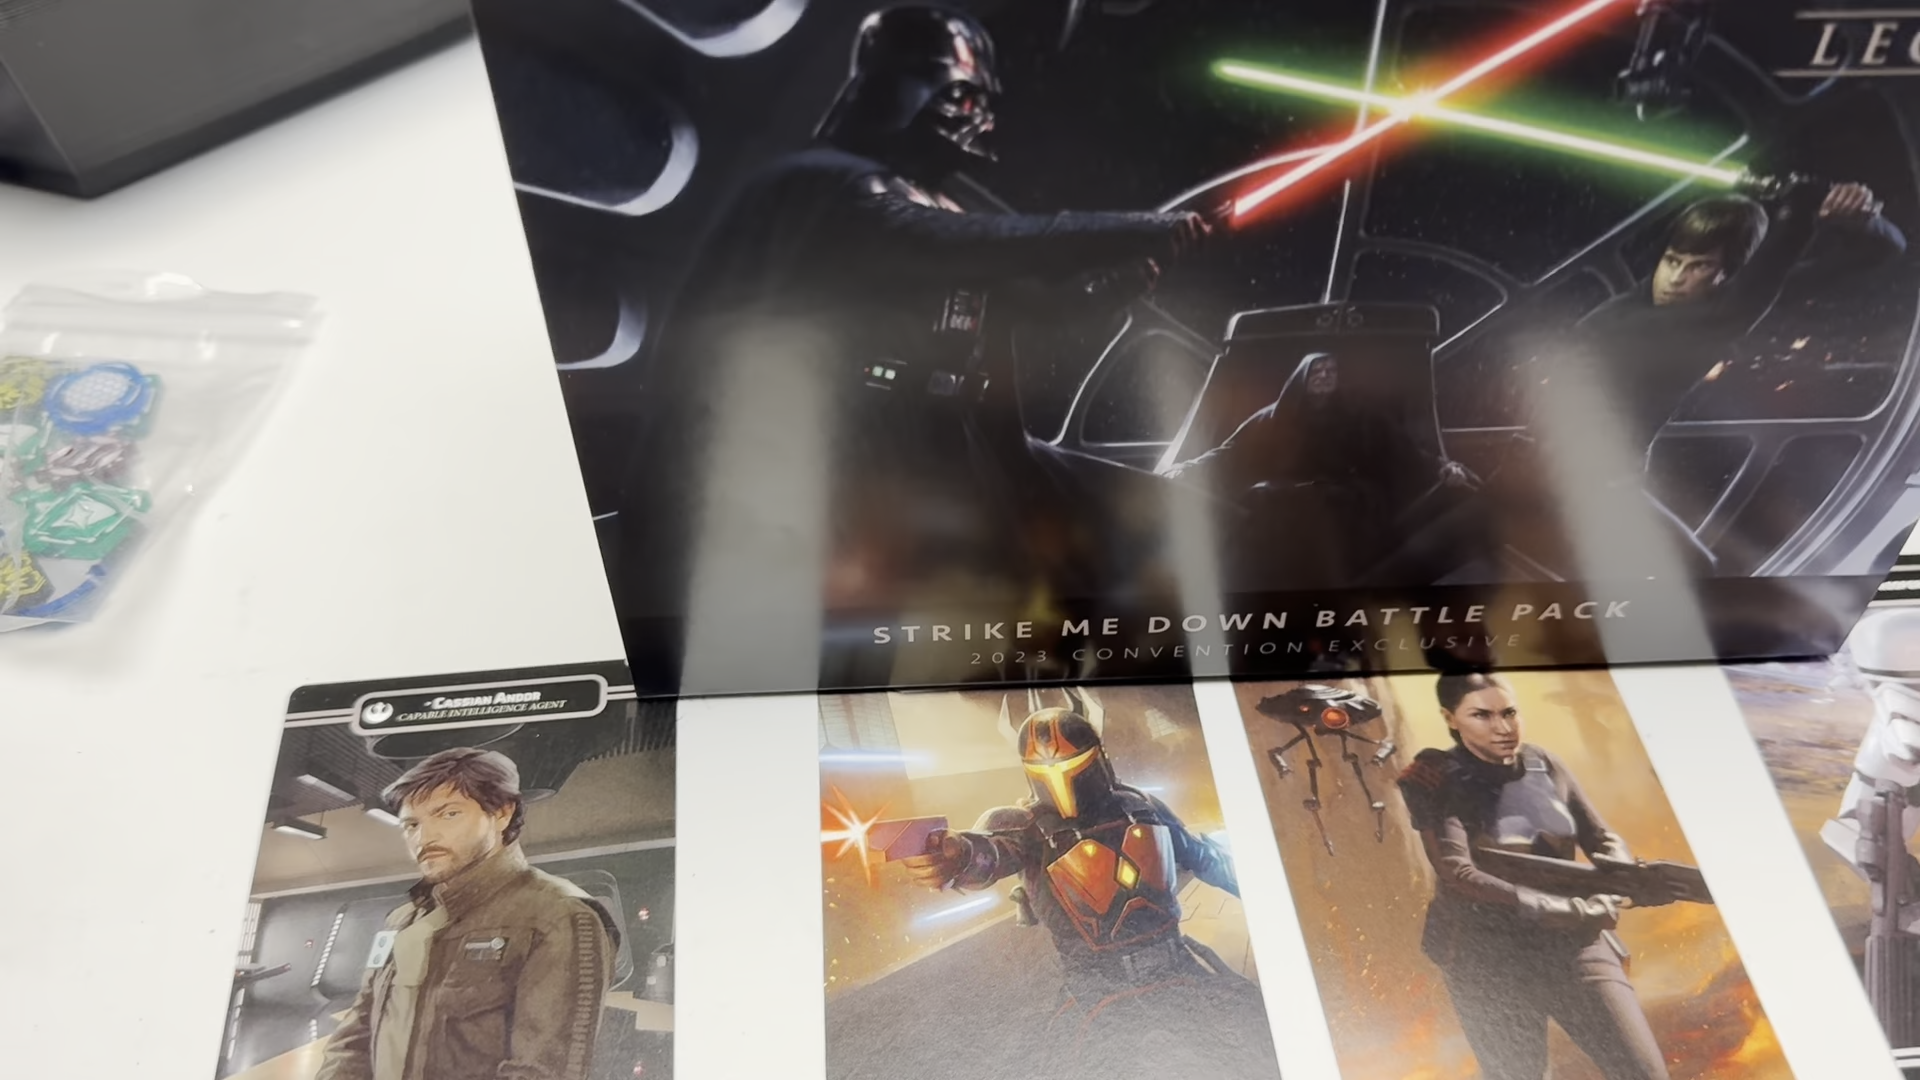 LEG
STRIKE ME DOWN BATTLE PACK
2023 CONVENTION EXCLUSIVE
•CASSIAN ANDOR
CAPABLE INTELLIGENCE AGENT